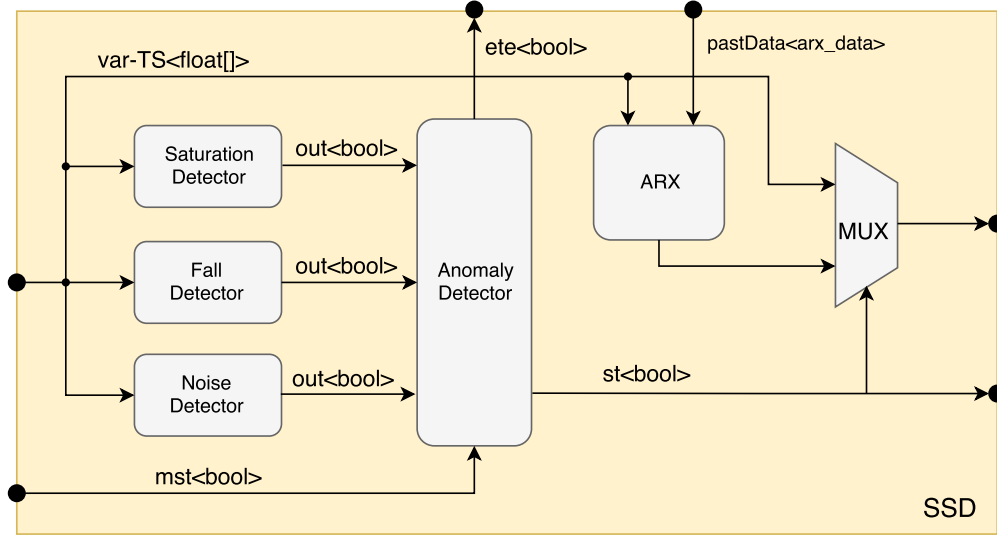 ete<bool>
pastData<arx_data>
var-TS<float[]>
Saturation
Detector
out<bool>
ARX
MUX
Fall
Detector
out<bool>
Anomaly
Detector
Noise
Detector
out<bool>
st<bool>
mst<bool>
SSD